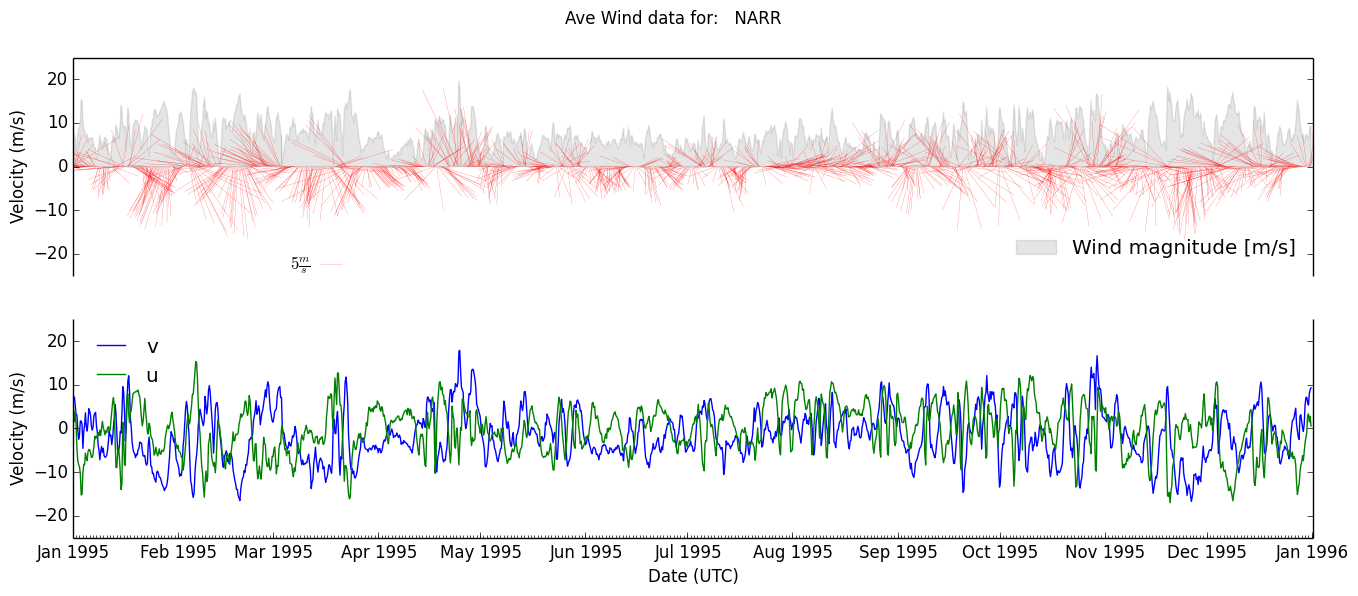 Ave Wind data for:   NARR
Velocity (m/s)
20
10
0
−10
−20
5 m/s
Wind magnitude [m/s]
Velocity (m/s)
20
10
0
−10
−20
v
u
Jan 1995 Feb 1995 Mar 1995 Apr 1995 May 1995 Jun 1995 Jul 1995 Aug 1995 Sep 1995 Oct 1995 Nov 1995 Dec 1995 Jan 1996
Date (UTC)